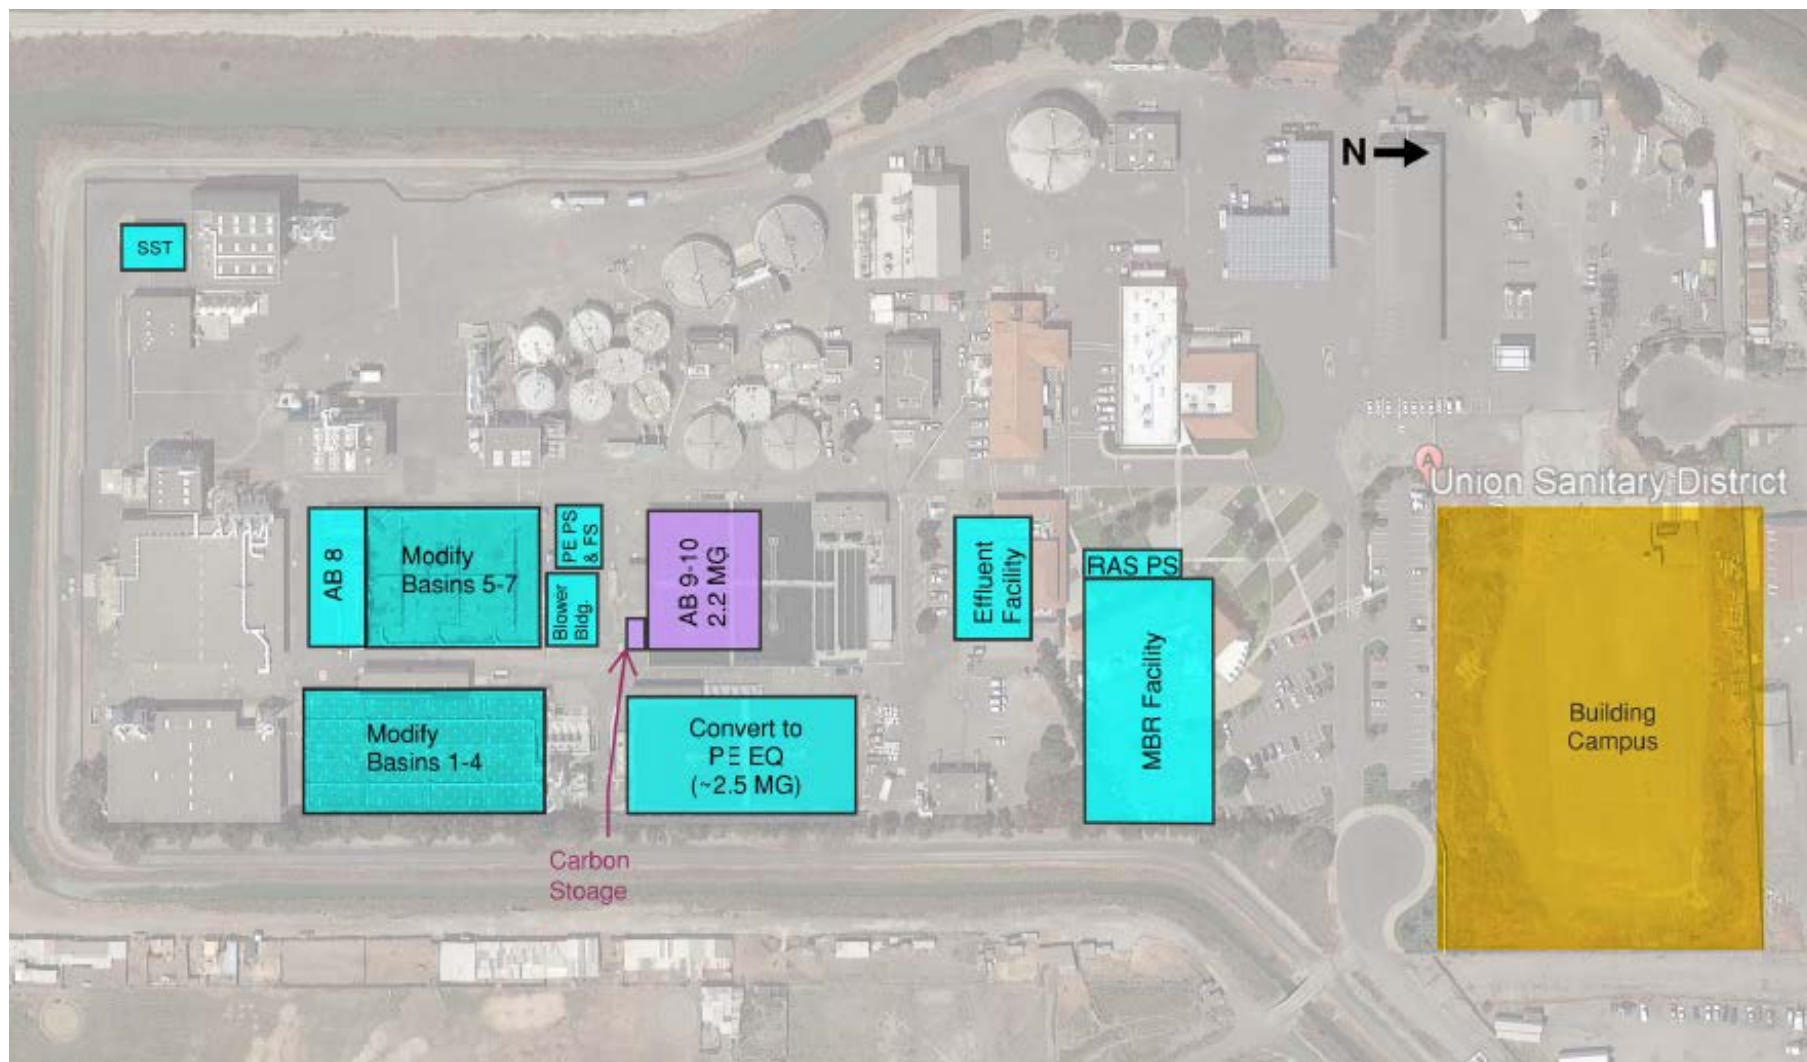 N
SST
A
Union Sanitary District
AB 8
Modify
Basins 5-7
PE PS
& FS
Blower
Bldg.
AB 9-10
2.2 MG
Effluent
Facility
RAS PS
MBR Facility
Building
Campus
Modify
Basins 1-4
Convert to
PE EQ
(~2.5 MG)
Carbon
Stoage